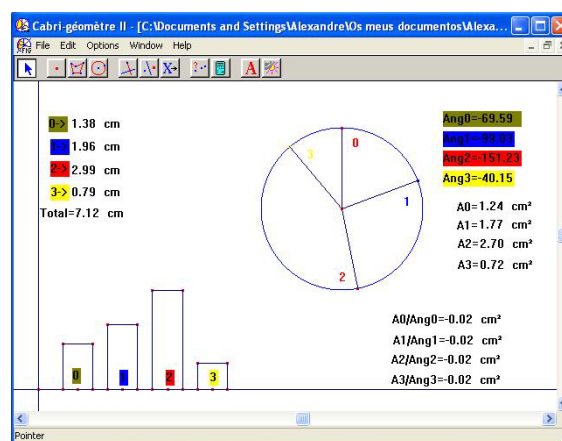 Cabri-géomètre II - [C:\Documents and Settings\Alexandre\Os meus documentos\Alexa...
File Edit Options Window Help
A
0-> 1.38 cm
1-> 1.96 cm
2-> 2.99 cm
3-> 0.79 cm
Total=7.12 cm
0
1
2
3
Ang0=-69.59
Ang1=-99.03
Ang2=-151.23
Ang3=-40.15
A0=1.24 cm²
A1=1.77 cm²
A2=2.70 cm²
A3=0.72 cm²
A0/Ang0=-0.02 cm²
A1/Ang1=-0.02 cm²
A2/Ang2=-0.02 cm²
A3/Ang3=-0.02 cm²
0 1 2 3
Pointer